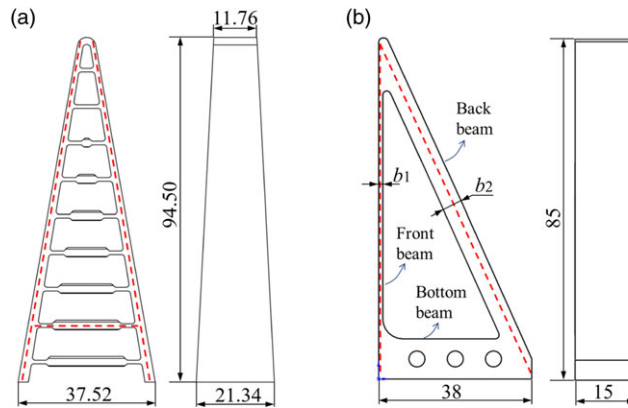 (a)
11.76
94.50
37.52
21.34
(b)
Back
beam
b1
b2
85
Front
beam
Bottom
beam
38
15